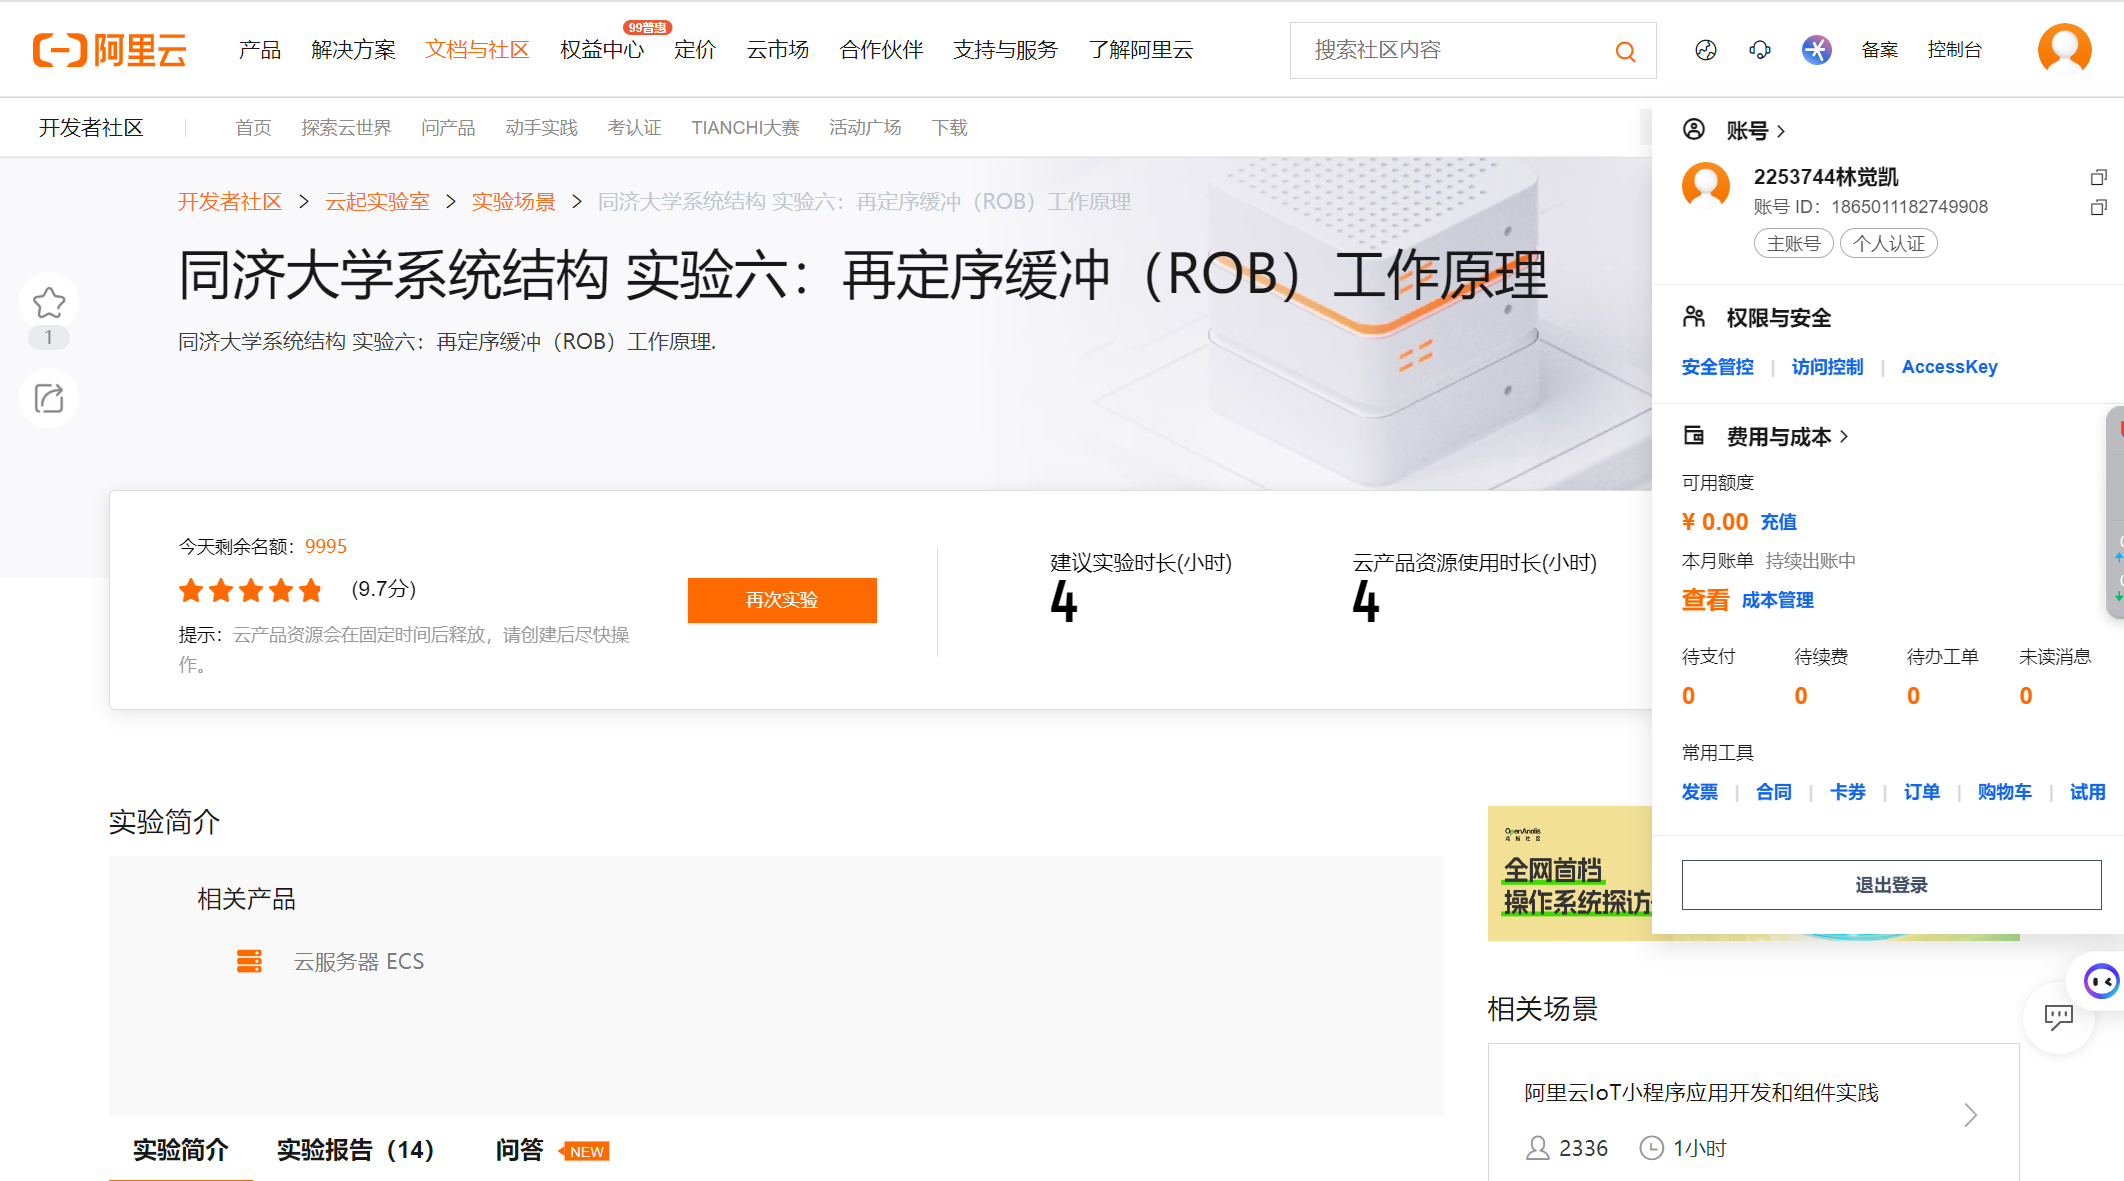 阿里云
产品
解决方案
文档与社区
权益中心
99普惠
定价
云市场
合作伙伴
支持与服务
了解阿里云
搜索社区内容
备案
控制台
开发者社区
首页
探索云世界
问产品
动手实践
考认证
TIANCHI大赛
活动广场
下载
开发者社区 > 云起实验室 > 实验场景 > 同济大学系统结构 实验六：再定序缓冲（ROB）工作原理
同济大学系统结构 实验六：再定序缓冲（ROB）工作原理
同济大学系统结构 实验六：再定序缓冲（ROB）工作原理.
1
今天剩余名额：9995
(9.7分)
提示：云产品资源会在固定时间后释放，请创建后尽快操
作。
再次实验
建议实验时长(小时)
4
云产品资源使用时长(小时)
4
实验简介
相关产品
云服务器 ECS
实验简介
实验报告（14）
问答
NEW
OpenAnolis
龙蜥社区
全网首档
操作系统探访
相关场景
阿里云IoT小程序应用开发和组件实践
2336
1小时
账号 >
2253744林觉凯
账号 ID：1865011182749908
主账号
个人认证
权限与安全
安全管控 | 访问控制 | AccessKey
费用与成本 >
可用额度
¥ 0.00 充值
本月账单 持续出账中
查看 成本管理
待支付 待续费 待办工单 未读消息
0 0 0 0
常用工具
发票 | 合同 | 卡券 | 订单 | 购物车 | 试用
退出登录